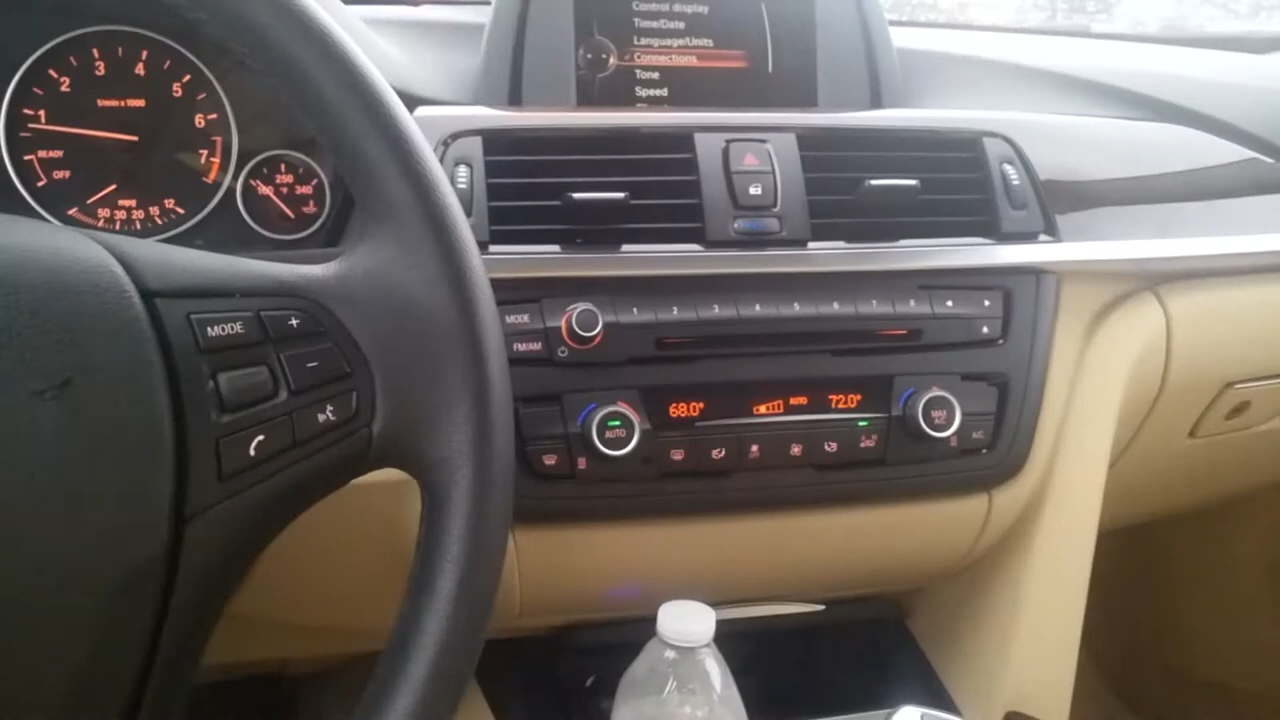 Control display
Time/Date
Language/Units
Connections
Tone
Speed
1 2 3 4 5 6 7
1/min x 1000
READY
OFF
mpg
50 30 20 15 12
250
°F
340
MODE
+
−
MODE
FM/AM
1 2 3 4 5 6 7 8
68.0° AUTO 72.0°
AUTO
MAX
A/C
A/C